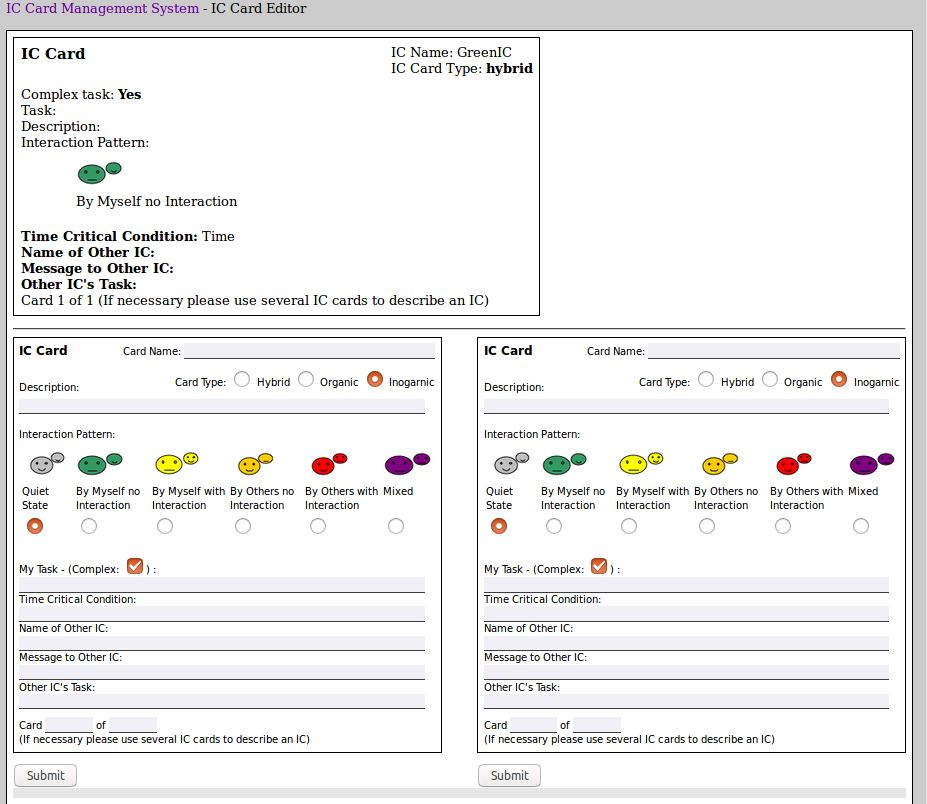 IC Card Management System - IC Card Editor
IC Card
IC Name: GreenIC
IC Card Type: hybrid
Complex task: Yes
Task:
Description:
Interaction Pattern:
By Myself no Interaction
Time Critical Condition: Time
Name of Other IC:
Message to Other IC:
Other IC's Task:
Card 1 of 1 (If necessary please use several IC cards to describe an IC)
IC Card
Card Name:
Card Type:
Hybrid
Organic
Inogarnic
Description:
Interaction Pattern:
Quiet
State
By Myself no
Interaction
By Myself with
Interaction
By Others no
Interaction
By Others with
Interaction
Mixed
My Task - (Complex: ) :
Time Critical Condition:
Name of Other IC:
Message to Other IC:
Other IC's Task:
Card of
(If necessary please use several IC cards to describe an IC)
Submit
IC Card
Card Name:
Card Type:
Hybrid
Organic
Inogarnic
Description:
Interaction Pattern:
Quiet
State
By Myself no
Interaction
By Myself with
Interaction
By Others no
Interaction
By Others with
Interaction
Mixed
My Task - (Complex: ) :
Time Critical Condition:
Name of Other IC:
Message to Other IC:
Other IC's Task:
Card of
(If necessary please use several IC cards to describe an IC)
Submit